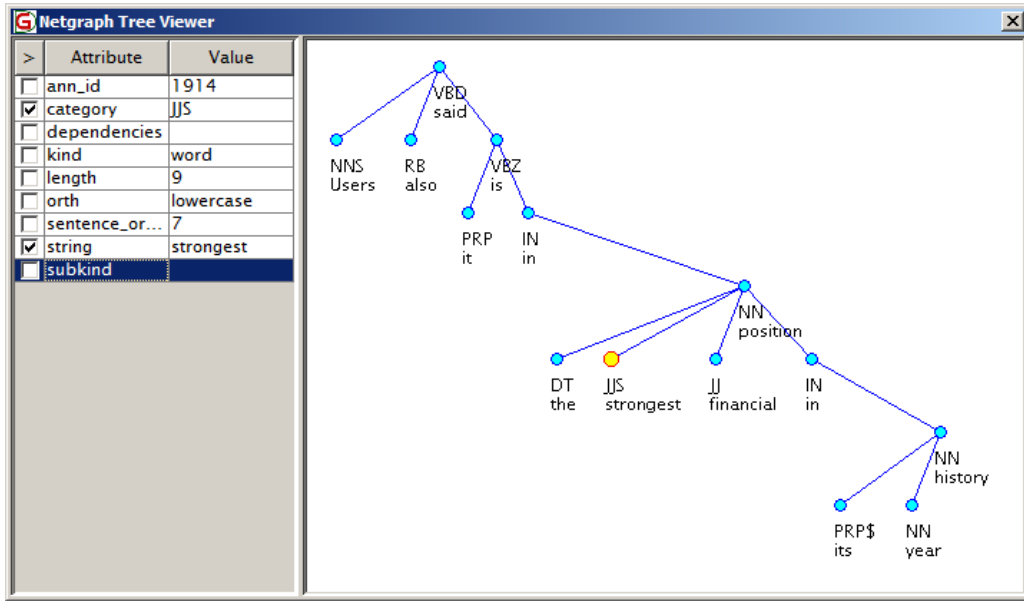 Netgraph Tree Viewer
> Attribute Value
ann_id 1914
category JJS
dependencies
kind word
length 9
orth lowercase
sentence_or... 7
string strongest
subkind
VBD
said
NNS RB VBZ
Users also is
PRP IN
it in
NN
position
DT JJS JJ IN
the strongest financial in
NN
history
PRP$ NN
its year